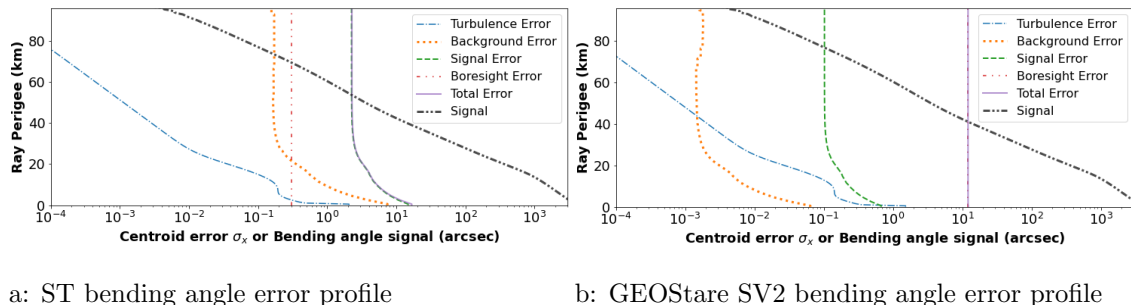 Ray Perigee (km)
80
60
40
20
0
10⁻⁴ 10⁻³ 10⁻² 10⁻¹ 10⁰ 10¹ 10² 10³
Centroid error σₓ or Bending angle signal (arcsec)
Turbulence Error
Background Error
Signal Error
Boresight Error
Total Error
Signal
a: ST bending angle error profile
Ray Perigee (km)
80
60
40
20
0
10⁻⁴ 10⁻³ 10⁻² 10⁻¹ 10⁰ 10¹ 10² 10³
Centroid error σₓ or Bending angle signal (arcsec)
Turbulence Error
Background Error
Signal Error
Boresight Error
Total Error
Signal
b: GEOStare SV2 bending angle error profile